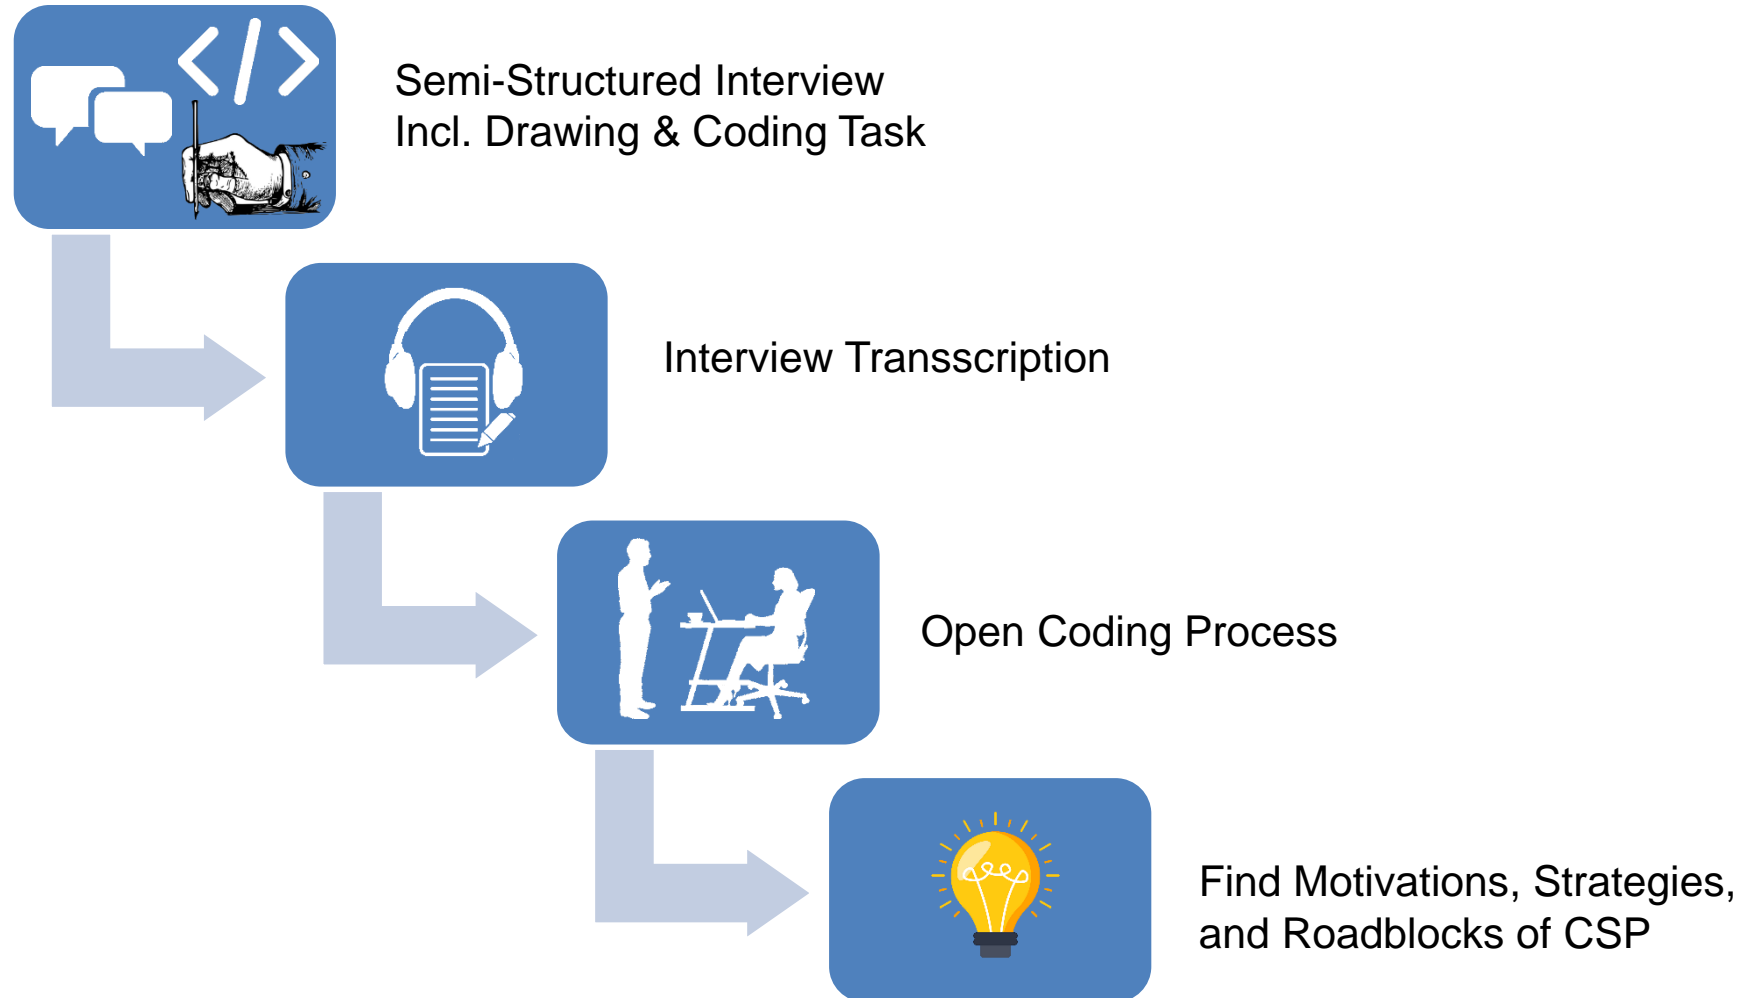 Semi-Structured Interview
Incl. Drawing & Coding Task
Interview Transscription
Open Coding Process
Find Motivations, Strategies,
and Roadblocks of CSP